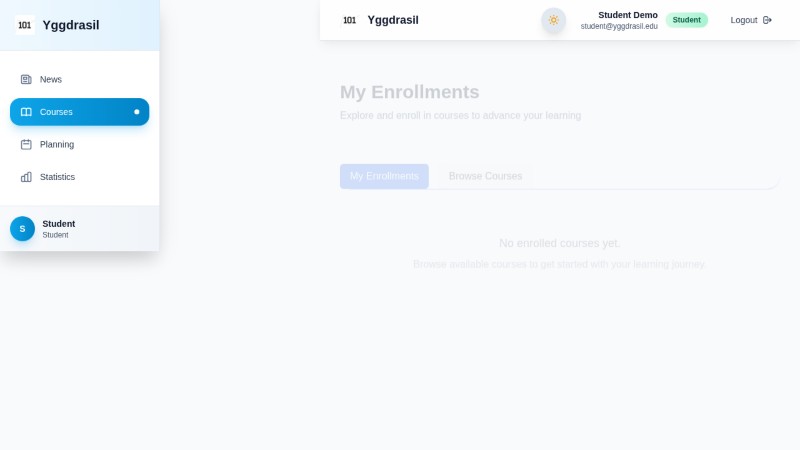 101 Yggdrasil
News
Courses
Planning
Statistics
S
Student
Student
101 Yggdrasil
Student Demo
student@yggdrasil.edu
Student
Logout
My Enrollments
Explore and enroll in courses to advance your learning
My Enrollments
Browse Courses
No enrolled courses yet.
Browse available courses to get started with your learning journey.